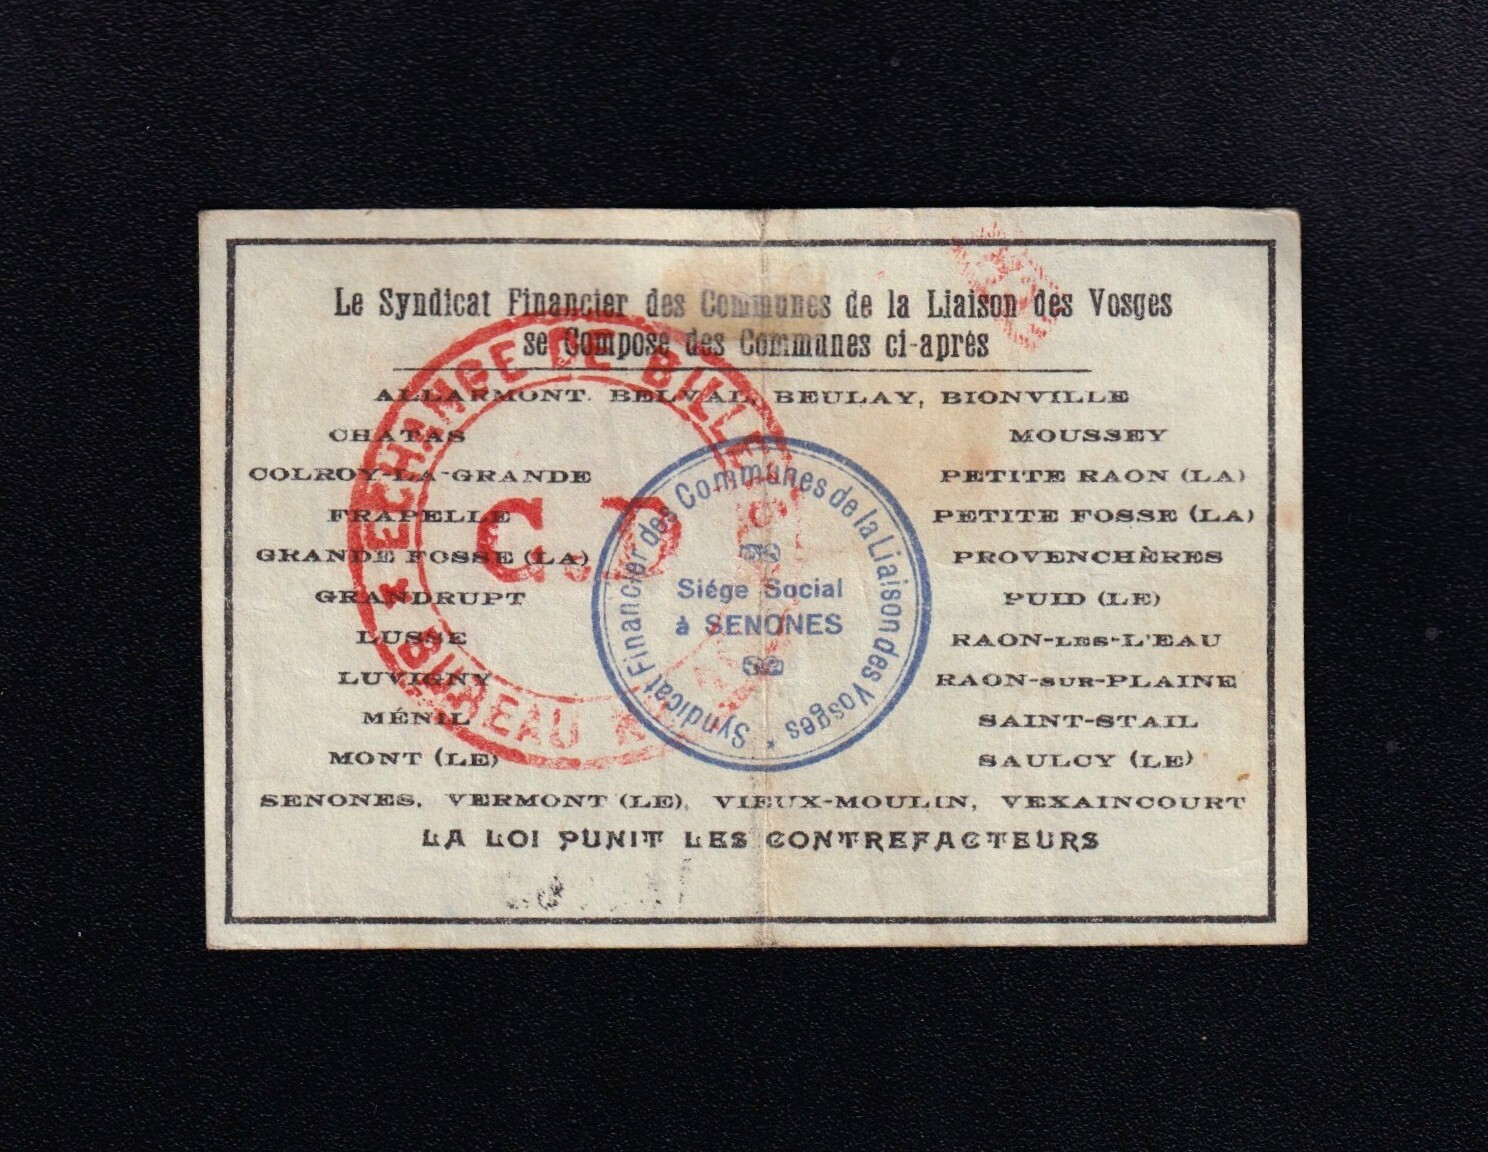 Le Syndicat Financier des Communes de la Liaison des Vosges
se Compose des Communes ci-aprés
ALLARMONT. BELVAL, BEULAY, BIONVILLE
CHATAS MOUSSEY
COLROY-LA-GRANDE PETITE RAON (LA)
FRAPELLE PETITE FOSSE (LA)
GRANDE FOSSE (LA) PROVENCHÈRES
GRANDRUPT PUID (LE)
LUSSE RAON-LES-L'EAU
LUVIGNY RAON-SUR-PLAINE
MÉNIL SAINT-STAIL
MONT (LE) SAULCY (LE)
SENONES, VERMONT (LE), VIEUX-MOULIN, VEXAINCOURT
LA LOI PUNIT LES CONTREFACTEURS
ECHANGE DE BILLE
BUREAU
Syndicat Financier des Communes de la Liaison des Vosges *
Siége Social
à SENONES